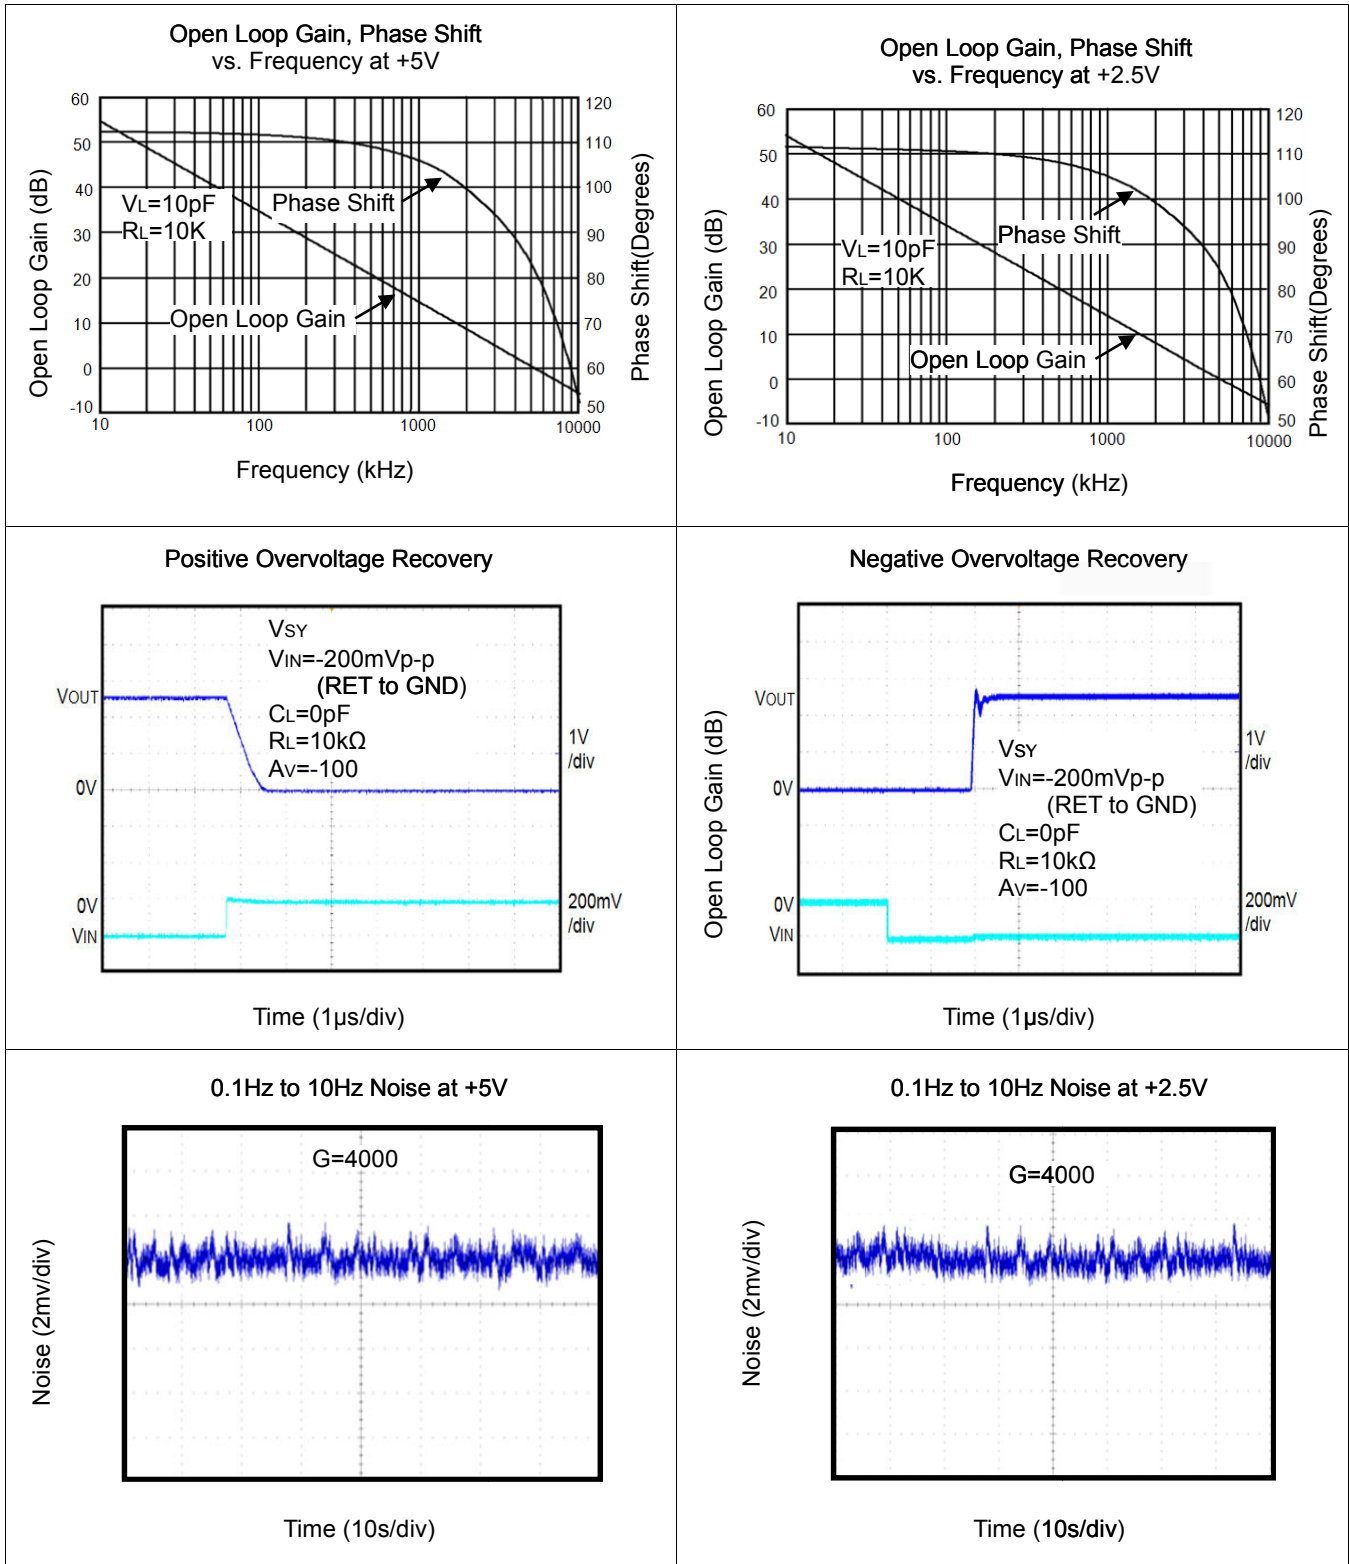 Open Loop Gain, Phase Shift
vs. Frequency at +5V
60
50
40
30
20
10
0
-10
120
110
100
90
80
70
60
50
Open Loop Gain (dB)
Phase Shift(Degrees)
VL=10pF
RL=10K
Phase Shift
Open Loop Gain
10
100
1000
10000
Frequency (kHz)
Open Loop Gain, Phase Shift
vs. Frequency at +2.5V
60
50
40
30
20
10
0
-10
120
110
100
90
80
70
60
50
Open Loop Gain (dB)
Phase Shift(Degrees)
VL=10pF
RL=10K
Phase Shift
Open Loop Gain
10
100
1000
10000
Frequency (kHz)
Positive Overvoltage Recovery
VSY
VIN=-200mVp-p
(RET to GND)
CL=0pF
RL=10kΩ
AV=-100
VOUT
0V
0V
VIN
1V
/div
200mV
/div
Time (1µs/div)
Negative Overvoltage Recovery
Open Loop Gain (dB)
VOUT
0V
0V
VIN
VSY
VIN=-200mVp-p
(RET to GND)
CL=0pF
RL=10kΩ
AV=-100
1V
/div
200mV
/div
Time (1µs/div)
0.1Hz to 10Hz Noise at +5V
G=4000
Noise (2mv/div)
Time (10s/div)
0.1Hz to 10Hz Noise at +2.5V
G=4000
Noise (2mv/div)
Time (10s/div)